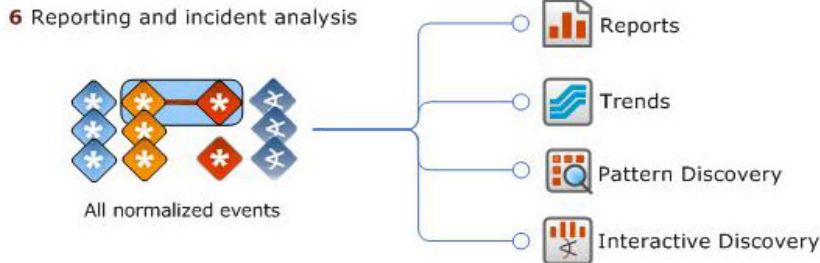 6 Reporting and incident analysis
Reports
Trends
Pattern Discovery
Interactive Discovery
All normalized events